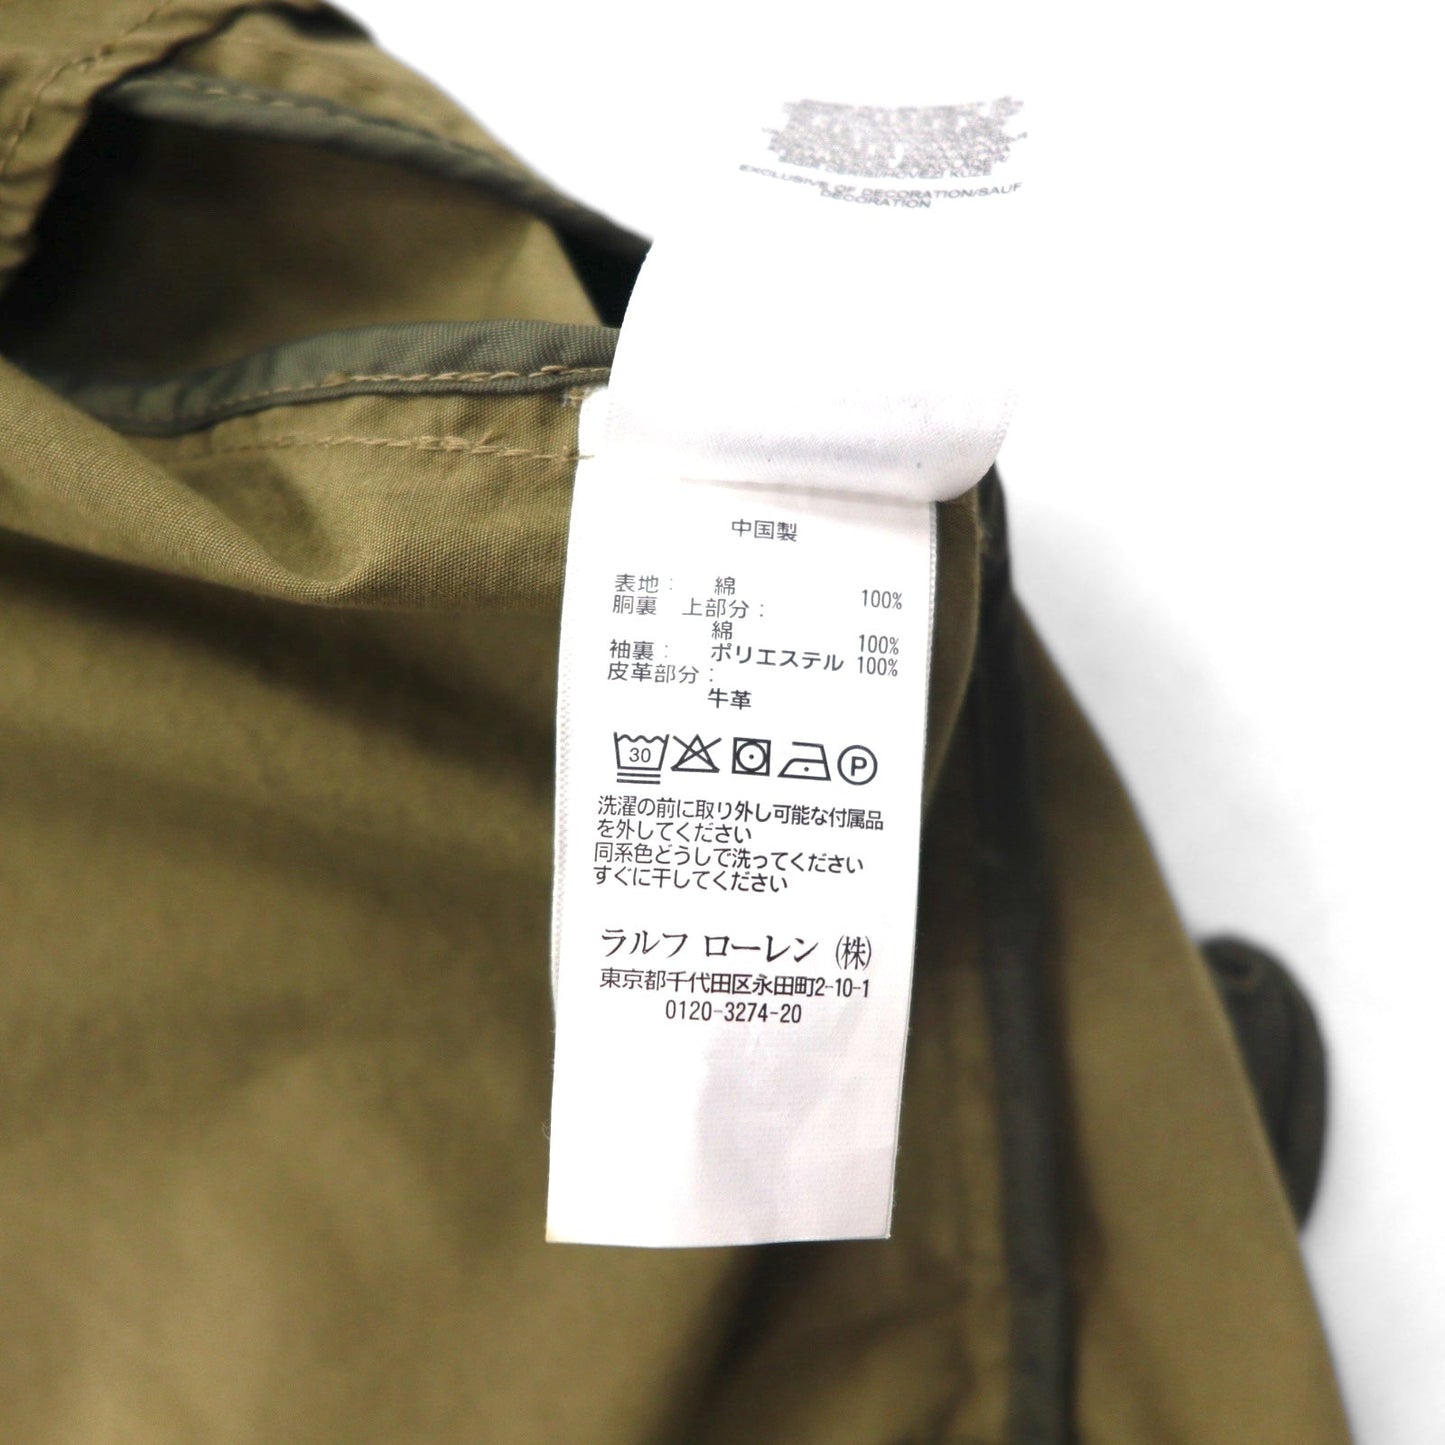 EXCLUSIVE OF DECORATION/SAUF
DECORATION
中国製
表地： 綿 100%
胴裏 上部分：
綿 100%
袖裏： ポリエステル 100%
皮革部分：
牛革
30 P
洗濯の前に取り外し可能な付属品
を外してください
同系色どうしで洗ってください
すぐに干してください
ラルフ ローレン (株)
東京都千代田区永田町2-10-1
0120-3274-20